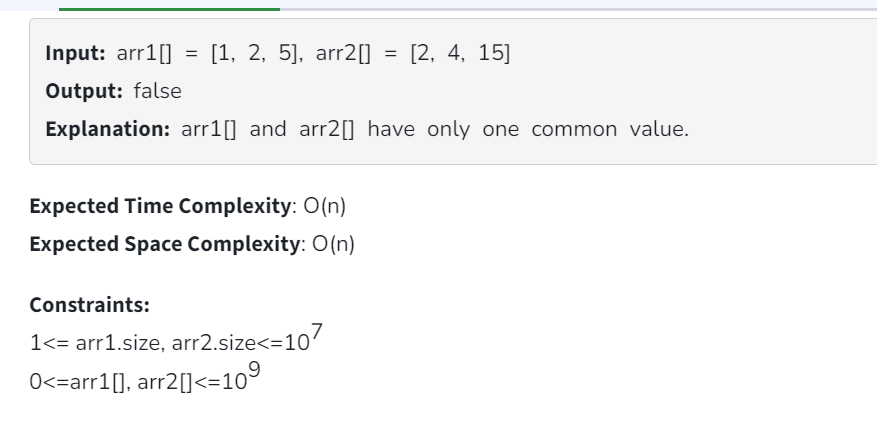 Input: arr1[] = [1, 2, 5], arr2[] = [2, 4, 15]
Output: false
Explanation: arr1[] and arr2[] have only one common value.
Expected Time Complexity: O(n)
Expected Space Complexity: O(n)
Constraints:
1<= arr1.size, arr2.size<=10^7
0<=arr1[], arr2[]<=10^9